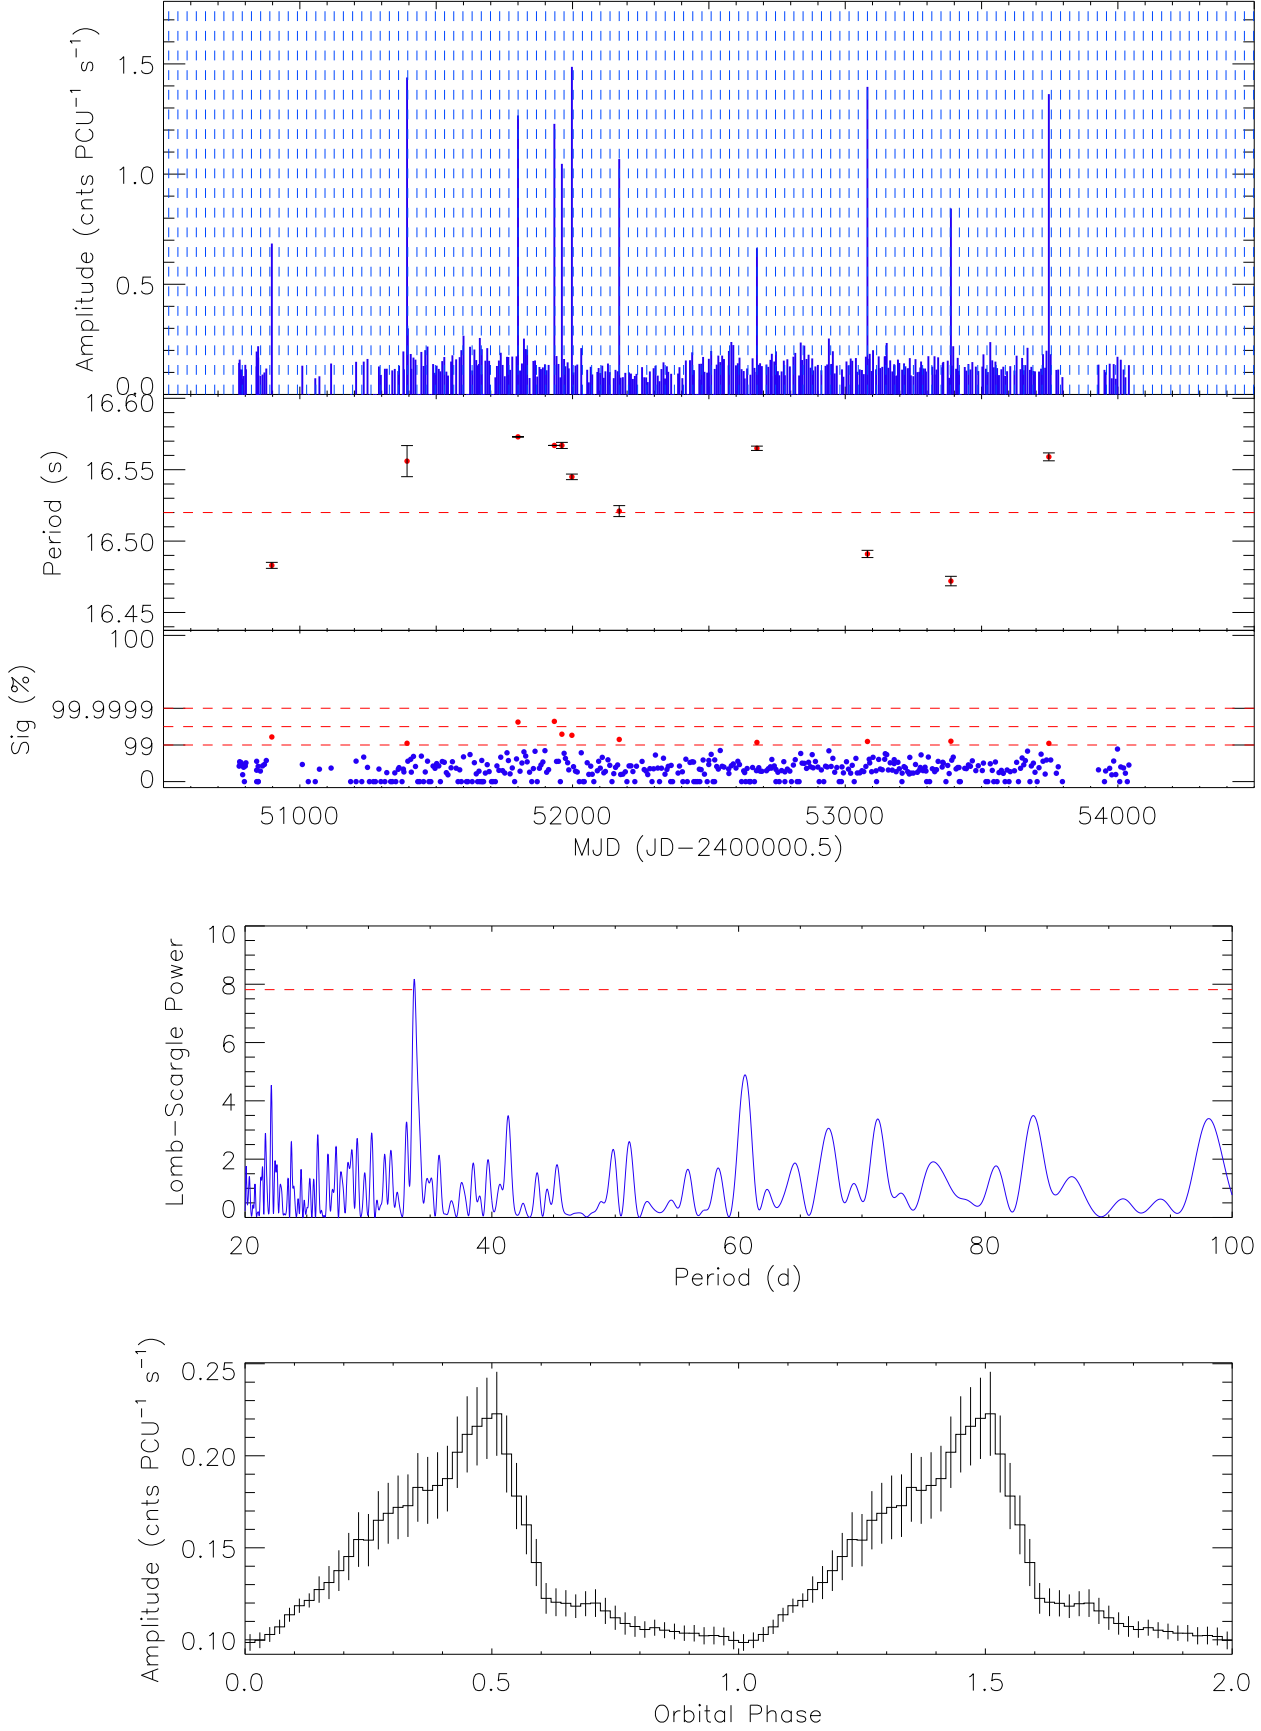 Amplitude (cnts PCU⁻¹ s⁻¹)
1.5
1.0
0.5
0.0
Period (s)
16.60
16.55
16.50
16.45
Sig (%)
100
99.9999
99
0
51000 52000 53000 54000
MJD (JD−2400000.5)
Lomb−Scargle Power
10
8
6
4
2
0
20 40 60 80 100
Period (d)
Amplitude (cnts PCU⁻¹ s⁻¹)
0.25
0.20
0.15
0.10
0.0 0.5 1.0 1.5 2.0
Orbital Phase